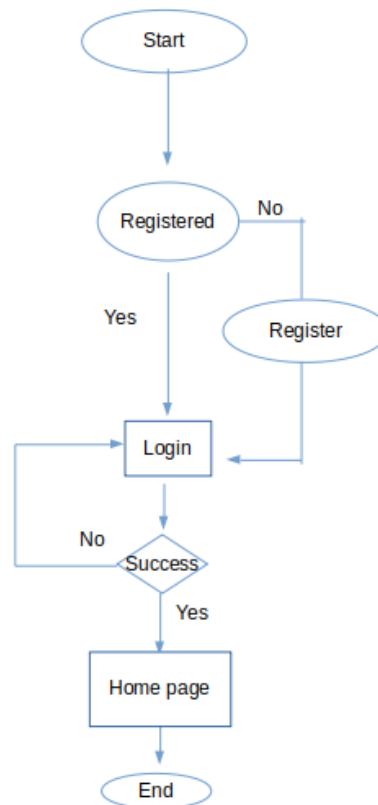 Start
Registered
No
Yes
Register
Login
No
Success
Yes
Home page
End